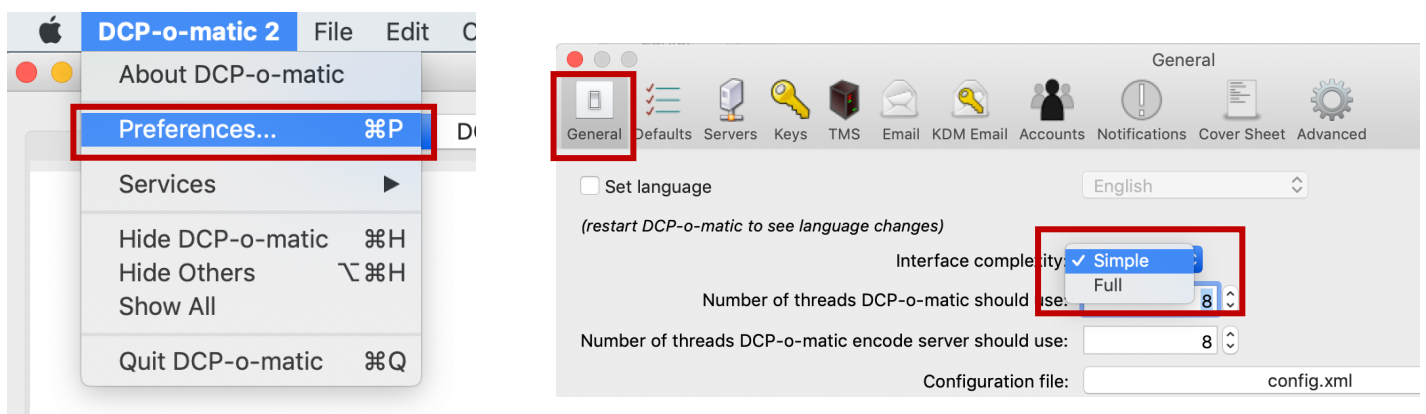 DCP-o-matic 2 File Edit
About DCP-o-matic
Preferences... ⌘P
Services
Hide DCP-o-matic ⌘H
Hide Others ⌥⌘H
Show All
Quit DCP-o-matic ⌘Q
General
General Defaults Servers Keys TMS Email KDM Email Accounts Notifications Cover Sheet Advanced
Set language English
(restart DCP-o-matic to see language changes)
Interface complexity: ✓ Simple
Full
Number of threads DCP-o-matic should use: 8
Number of threads DCP-o-matic encode server should use: 8
Configuration file: config.xml